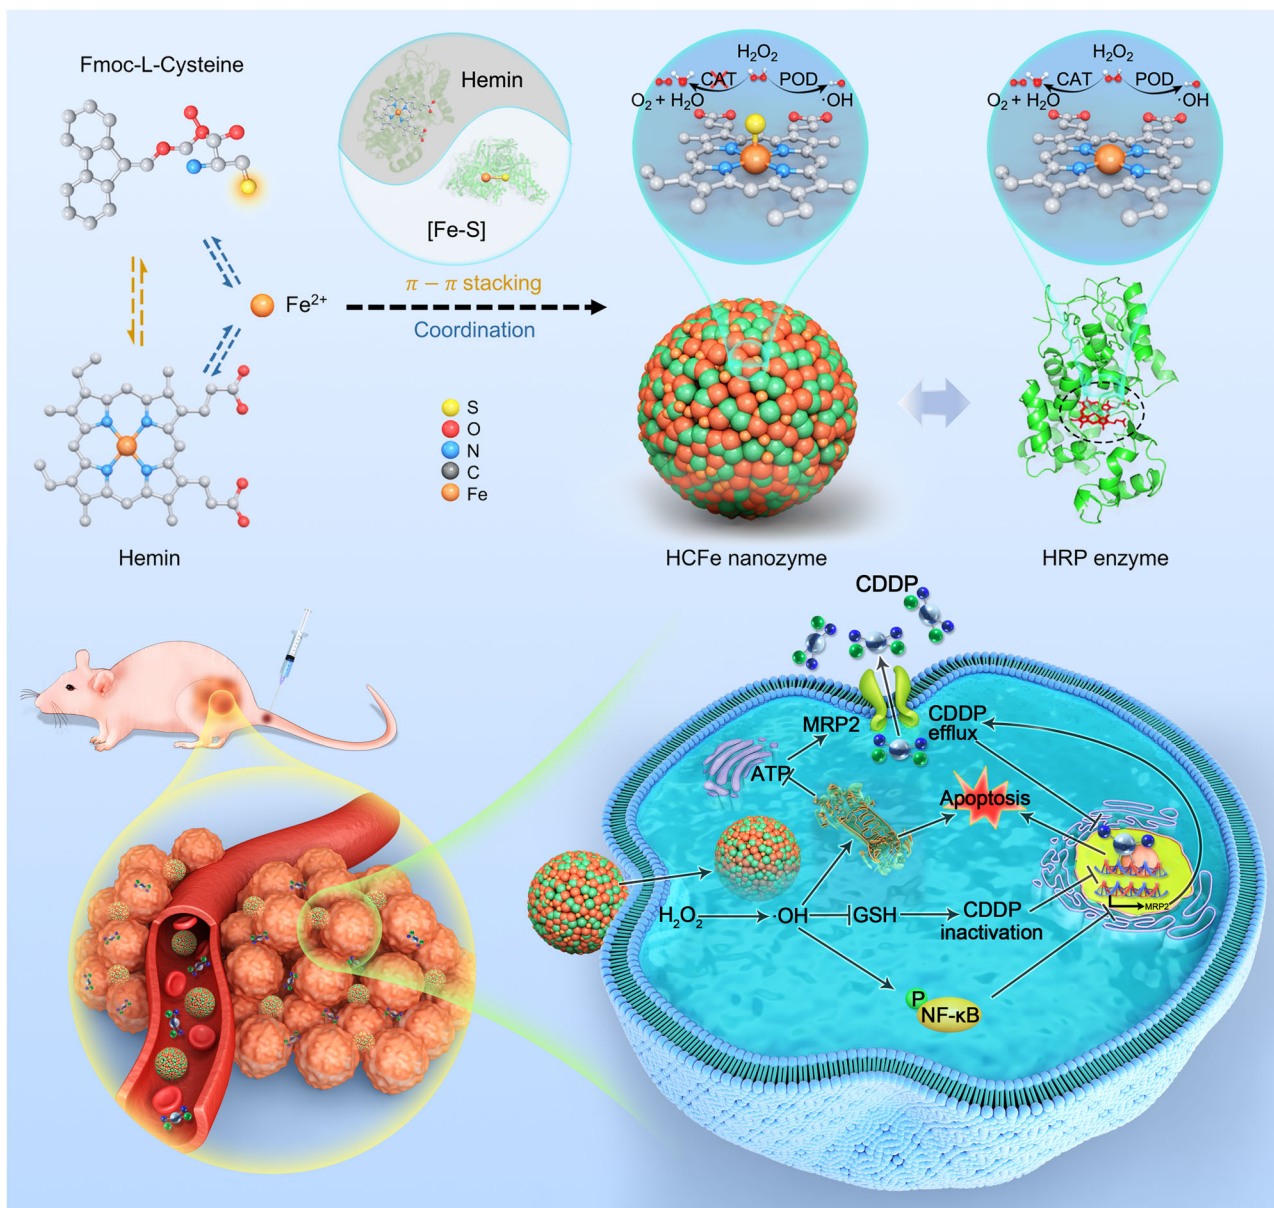 Fmoc-L-Cysteine
Fe²⁺
Hemin
Hemin
[Fe-S]
π − π stacking
Coordination
S
O
N
C
Fe
H₂O₂
CAT
POD
O₂ + H₂O
·OH
HCFe nanozyme
H₂O₂
CAT
POD
O₂ + H₂O
·OH
HRP enzyme
CDDP
MRP2
CDDP
efflux
ATP
Apoptosis
H₂O₂
·OH
GSH
CDDP
inactivation
MRP2
P
NF-κB